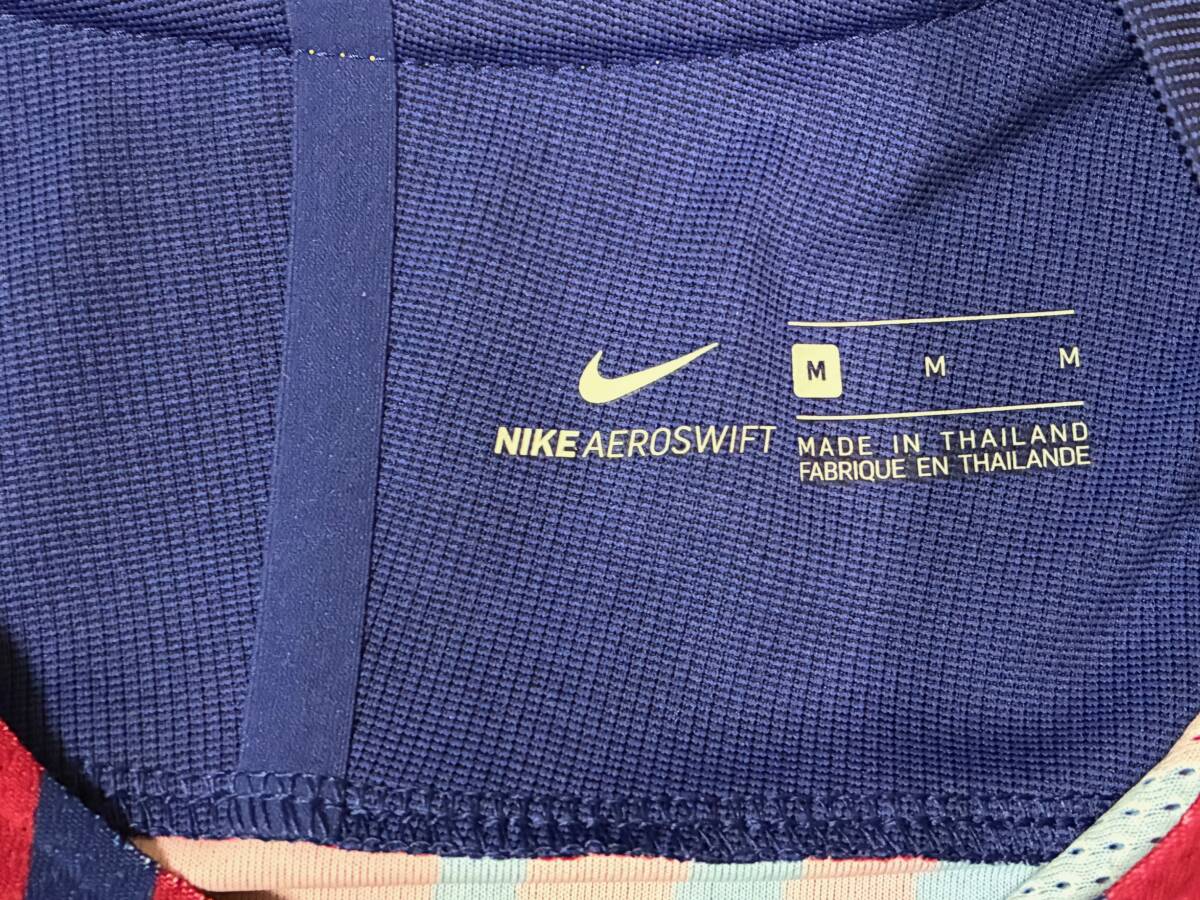 NIKE AEROSWIFT
M M M
MADE IN THAILAND
FABRIQUE EN THAILANDE